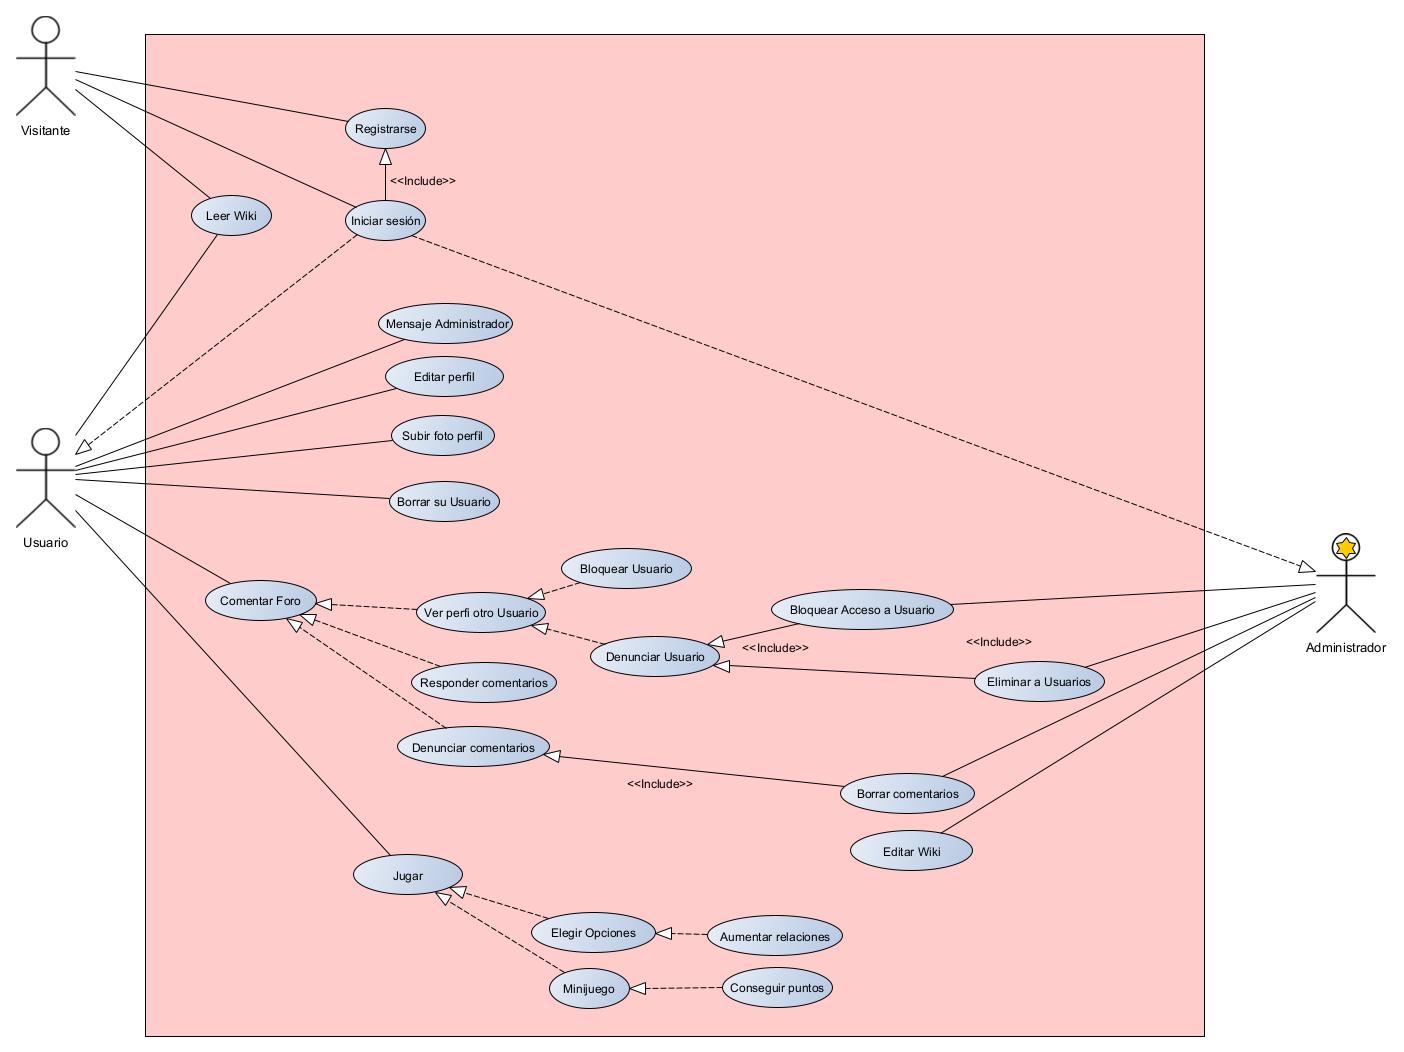 Visitante
Registrarse
<<Include>>
Leer Wiki
Iniciar sesión
Mensaje Administrador
Editar perfil
Subir foto perfil
Borrar su Usuario
Usuario
Bloquear Usuario
Comentar Foro
Ver perfi otro Usuario
Bloquear Acceso a Usuario
Denunciar Usuario
<<Include>>
<<Include>>
Administrador
Responder comentarios
Eliminar a Usuarios
Denunciar comentarios
<<Include>>
Borrar comentarios
Editar Wiki
Jugar
Elegir Opciones
Aumentar relaciones
Minijuego
Conseguir puntos